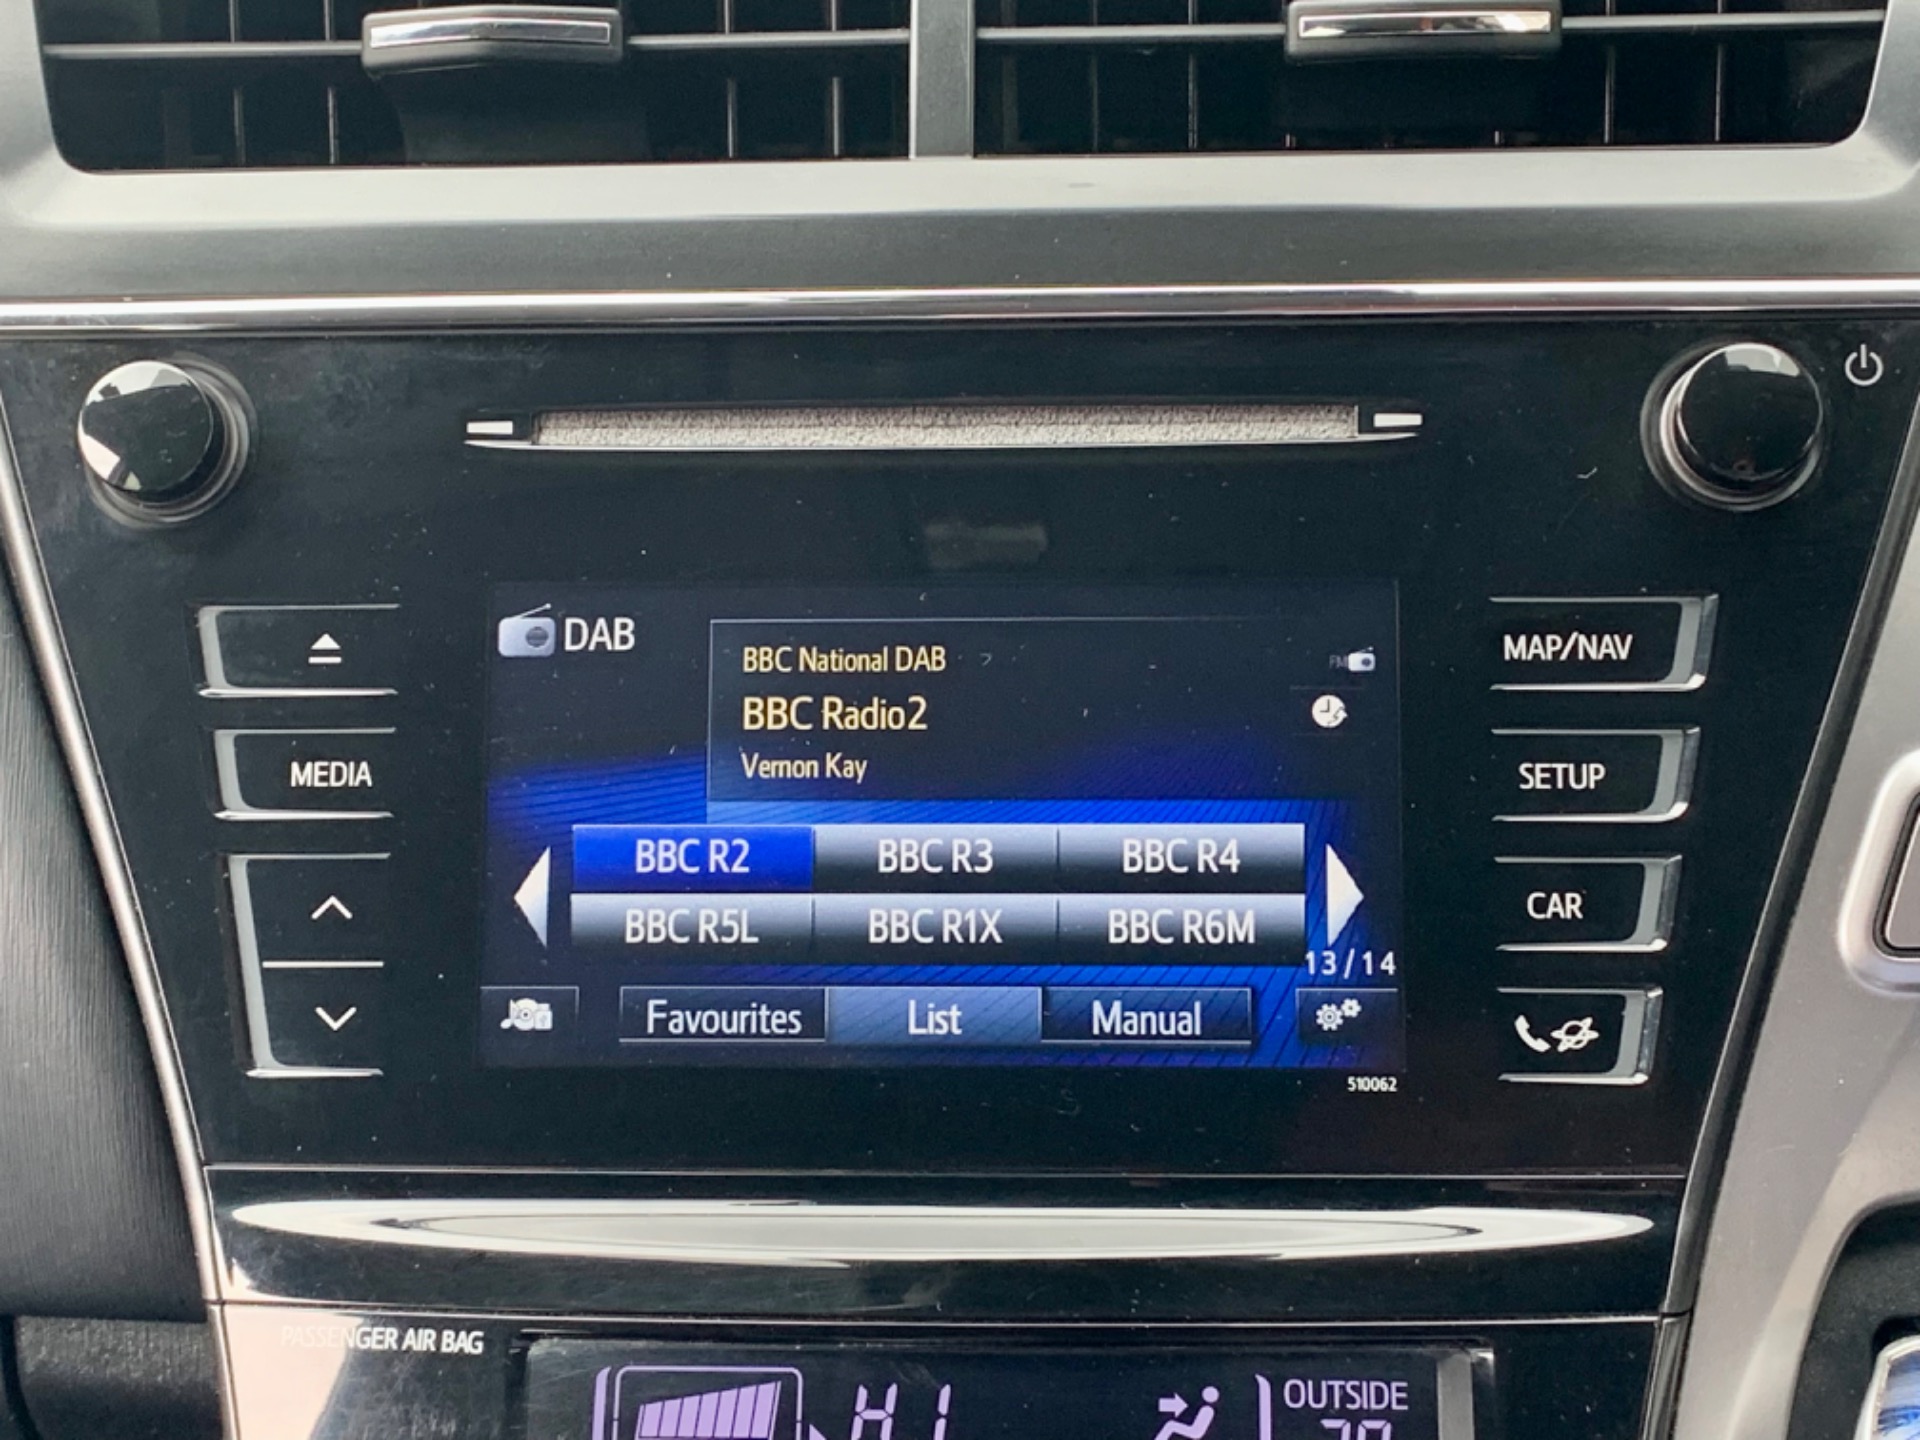 DAB
BBC National DAB
FM
BBC Radio2
Vernon Kay
BBC R2 BBC R3 BBC R4
BBC R5L BBC R1X BBC R6M
13/14
Favourites List Manual
510062
MEDIA
MAP/NAV
SETUP
CAR
PASSENGER AIR BAG
HI
OUTSIDE